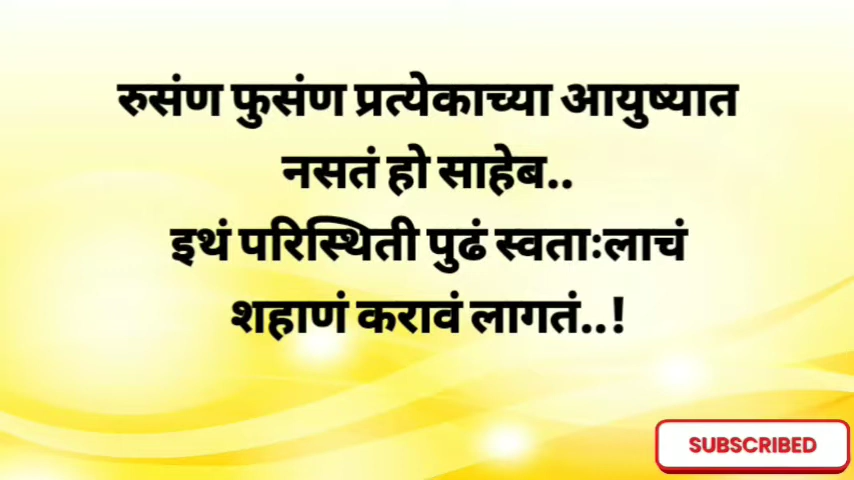 रुसंण फुसंण प्रत्येकाच्या आयुष्यात
नसतं हो साहेब..
इथं परिस्थिती पुढं स्वताःलाचं
शहाणं करावं लागतं..!
SUBSCRIBED